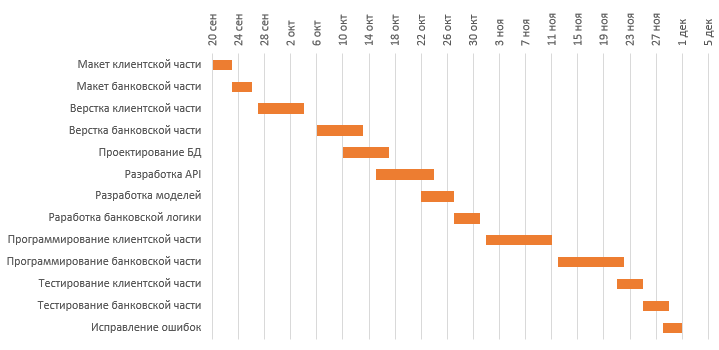 20 сен
24 сен
28 сен
2 окт
6 окт
10 окт
14 окт
18 окт
22 окт
26 окт
30 окт
3 ноя
7 ноя
11 ноя
15 ноя
19 ноя
23 ноя
27 ноя
1 дек
5 дек
Макет клиентской части
Макет банковской части
Верстка клиентской части
Верстка банковской части
Проектирование БД
Разработка API
Разработка моделей
Раработка банковской логики
Программирование клиентской части
Программирование банковской части
Тестирование клиентской части
Тестирование банковской части
Исправление ошибок